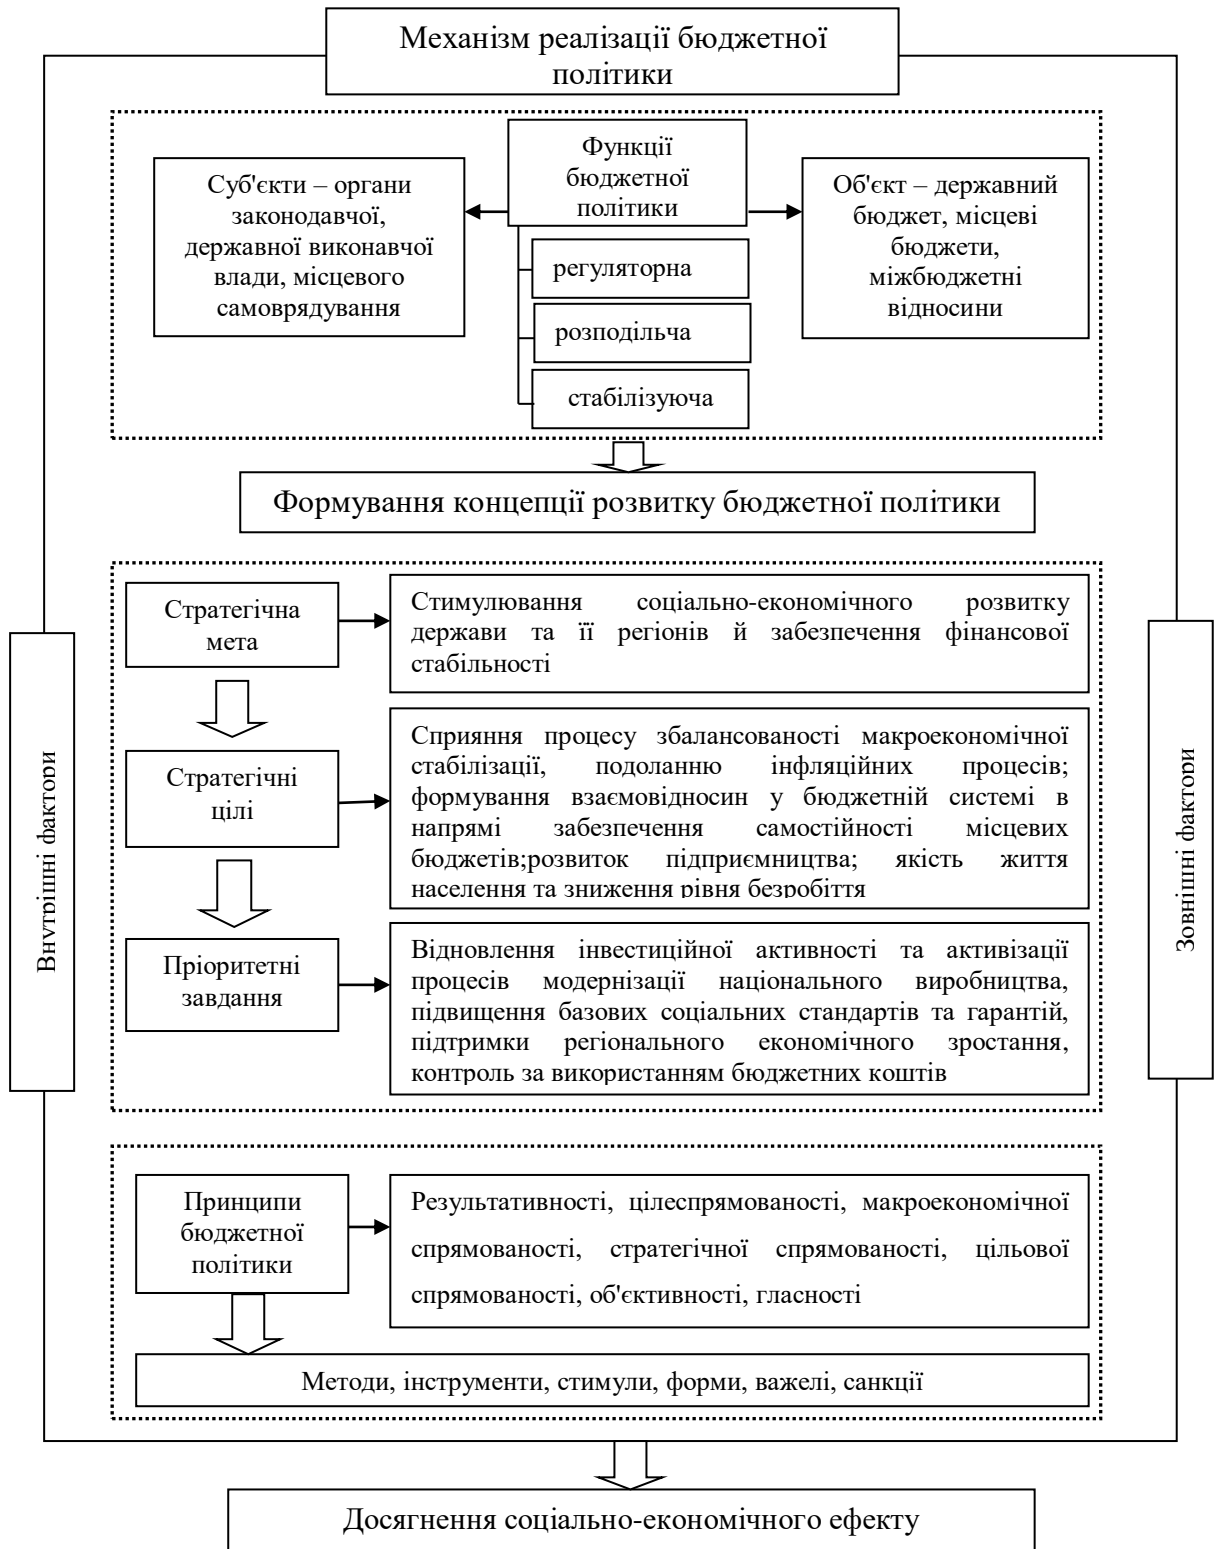 Механізм реалізації бюджетної
політики
Функції
бюджетної
політики
Суб'єкти – органи
законодавчої,
державної виконавчої
влади, місцевого
самоврядування
Об'єкт – державний
бюджет, місцеві
бюджети,
міжбюджетні
відносини
регуляторна
розподільча
стабілізуюча
Формування концепції розвитку бюджетної політики
Стратегічна
мета
Стимулювання соціально-економічного розвитку
держави та її регіонів й забезпечення фінансової
стабільності
Стратегічні
цілі
Сприяння процесу збалансованості макроекономічної
стабілізації, подоланню інфляційних процесів;
формування взаємовідносин у бюджетній системі в
напрямі забезпечення самостійності місцевих
бюджетів;розвиток підприємництва; якість життя
населення та зниження рівня безробіття
Пріоритетні
завдання
Відновлення інвестиційної активності та активізації
процесів модернізації національного виробництва,
підвищення базових соціальних стандартів та гарантій,
підтримки регіонального економічного зростання,
контроль за використанням бюджетних коштів
Внутрішні фактори
Зовнішні фактори
Принципи
бюджетної
політики
Результативності, цілеспрямованості, макроекономічної
спрямованості, стратегічної спрямованості, цільової
спрямованості, об'єктивності, гласності
Методи, інструменти, стимули, форми, важелі, санкції
Досягнення соціально-економічного ефекту